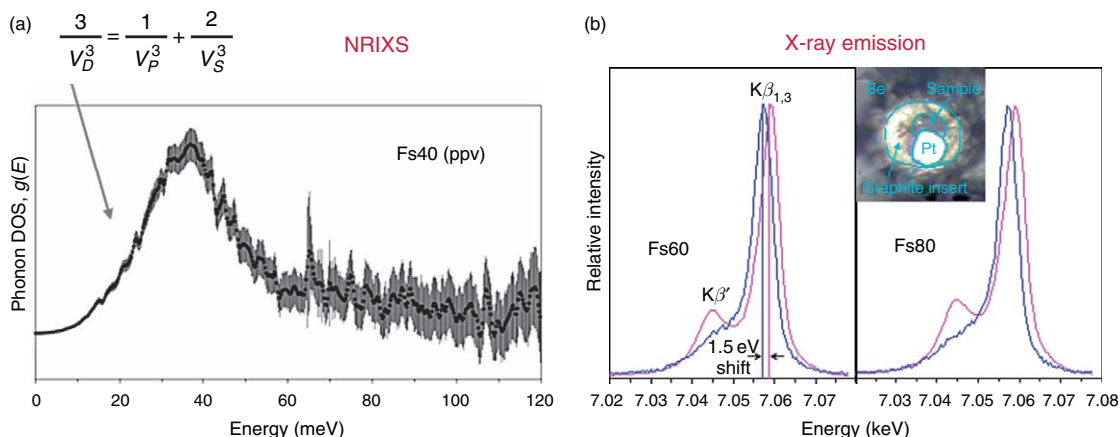 (a)
3/V_D^3 = 1/V_P^3 + 2/V_S^3
NRIXS
Fs40 (ppv)
Phonon DOS, g(E)
0 20 40 60 80 100 120
Energy (meV)
(b)
X-ray emission
Kβ1,3
Be
Sample
Pt
Graphite insert
Relative intensity
Fs60
Fs80
Kβ′
1.5 eV
shift
7.02 7.03 7.04 7.05 7.06 7.07
7.03 7.04 7.05 7.06 7.07 7.08
Energy (keV)